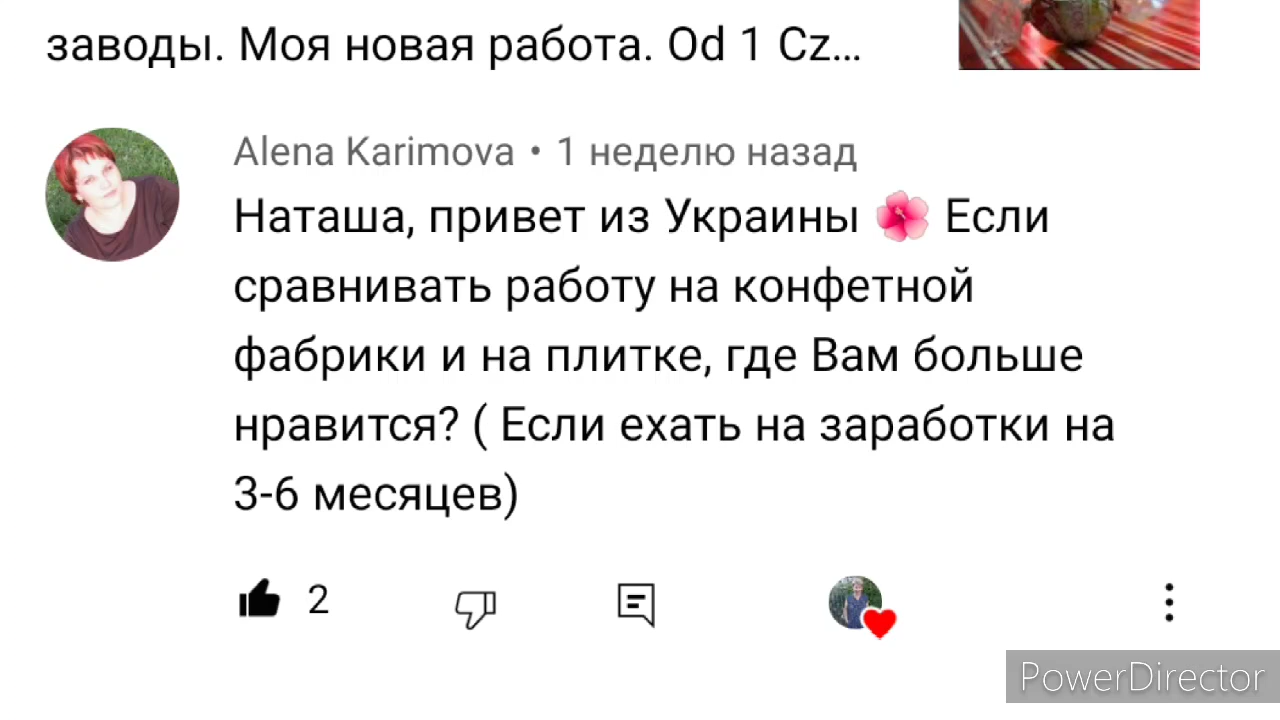 заводы. Моя новая работа. Od 1 Cz...
Alena Karimova • 1 неделю назад
Наташа, привет из Украины 🌺 Если
сравнивать работу на конфетной
фабрики и на плитке, где Вам больше
нравится? ( Если ехать на заработки на
3-6 месяцев)
2
PowerDirector